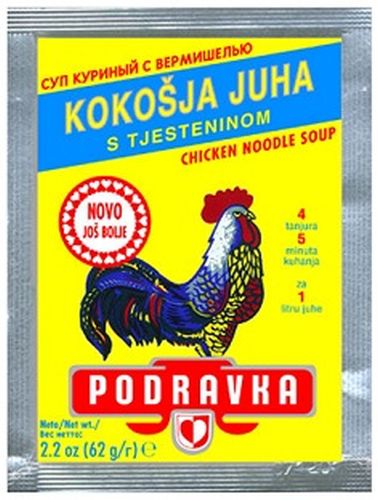 СУП КУРИНЫЙ С ВЕРМИШЕЛЬЮ
KOKOŠJA JUHA
S TJESTENINOM
CHICKEN NOODLE SOUP
NOVO
JOŠ BOLJE
4
tanjura
5
minuta
kuhanja
za
1
litru juhe
PODRAVKA
Neto/Net wt./
Вес нетто:
2.2 oz (62 g/г) ℮